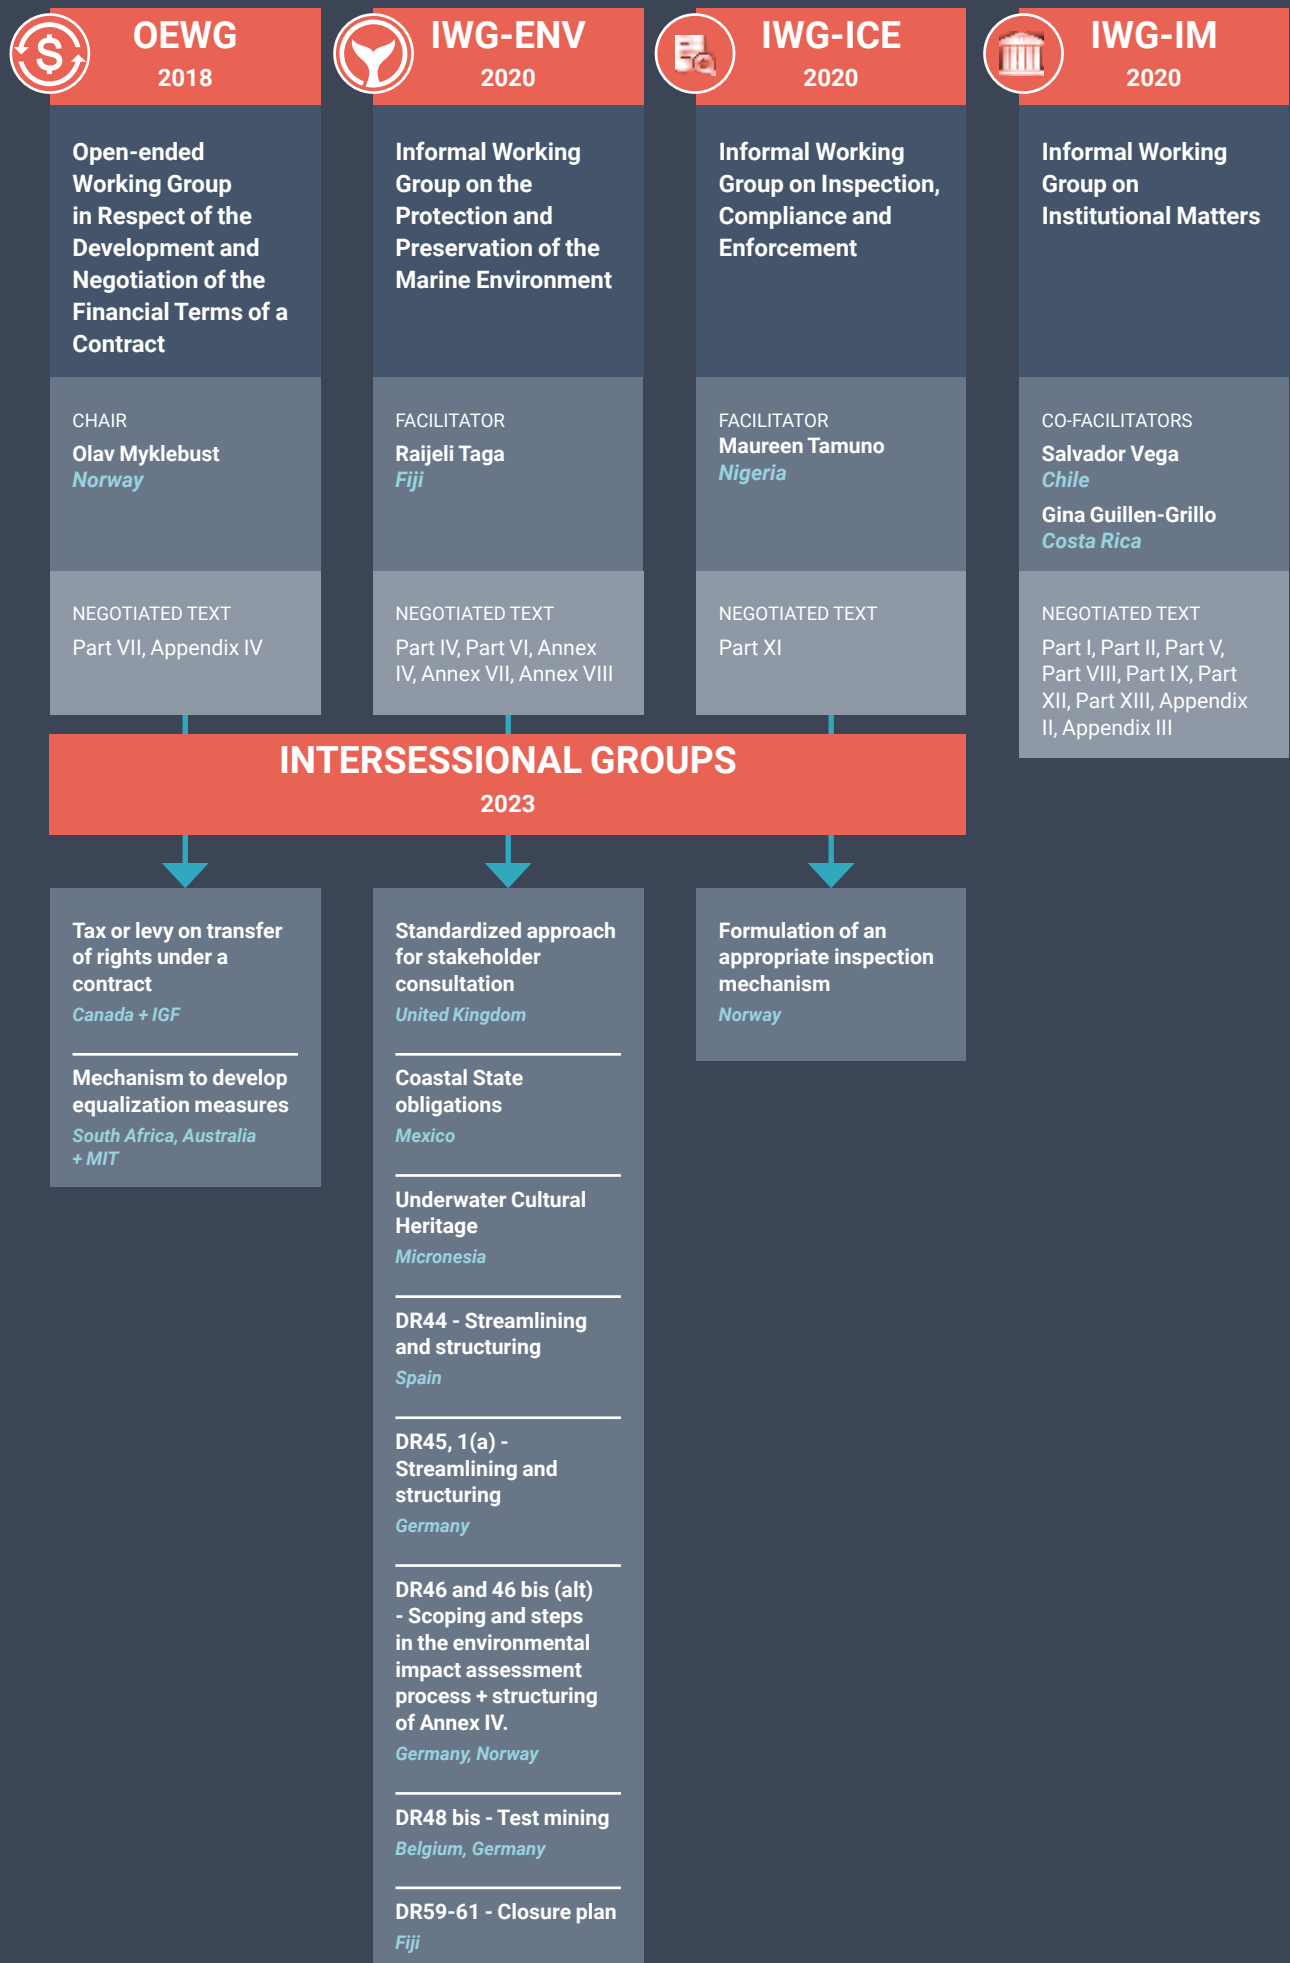 OEWG
2018
Open-ended
Working Group
in Respect of the
Development and
Negotiation of the
Financial Terms of a
Contract
CHAIR
Olav Myklebust
Norway
NEGOTIATED TEXT
Part VII, Appendix IV
IWG-ENV
2020
Informal Working
Group on the
Protection and
Preservation of the
Marine Environment
FACILITATOR
Raijeli Taga
Fiji
NEGOTIATED TEXT
Part IV, Part VI, Annex
IV, Annex VII, Annex VIII
IWG-ICE
2020
Informal Working
Group on Inspection,
Compliance and
Enforcement
FACILITATOR
Maureen Tamuno
Nigeria
NEGOTIATED TEXT
Part XI
IWG-IM
2020
Informal Working
Group on
Institutional Matters
CO-FACILITATORS
Salvador Vega
Chile
Gina Guillen-Grillo
Costa Rica
NEGOTIATED TEXT
Part I, Part II, Part V,
Part VIII, Part IX, Part
XII, Part XIII, Appendix
II, Appendix III
INTERSESSIONAL GROUPS
2023
Tax or levy on transfer
of rights under a
contract
Canada + IGF
Mechanism to develop
equalization measures
South Africa, Australia
+ MIT
Standardized approach
for stakeholder
consultation
United Kingdom
Coastal State
obligations
Mexico
Underwater Cultural
Heritage
Micronesia
DR44 - Streamlining
and structuring
Spain
DR45, 1(a) -
Streamlining and
structuring
Germany
DR46 and 46 bis (alt)
- Scoping and steps
in the environmental
impact assessment
process + structuring
of Annex IV.
Germany, Norway
DR48 bis - Test mining
Belgium, Germany
DR59-61 - Closure plan
Fiji
Formulation of an
appropriate inspection
mechanism
Norway